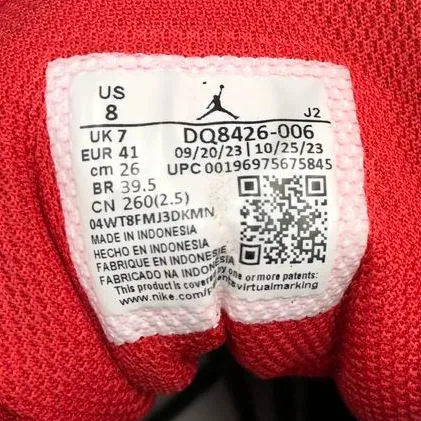 US
8
J2
UK 7
DQ8426-006
EUR 41
09/20/23 | 10/25/23
cm 26
UPC 00196975675845
BR 39.5
CN 260(2.5)
04WT8FMJ3DKMN
MADE IN INDONESIA
HECHO EN INDONESIA
FABRIQUE EN INDONESIE
FABRICADO NA INDONESIA
This product is covered by one or more patents:
www.nike.com/ virtualmarking